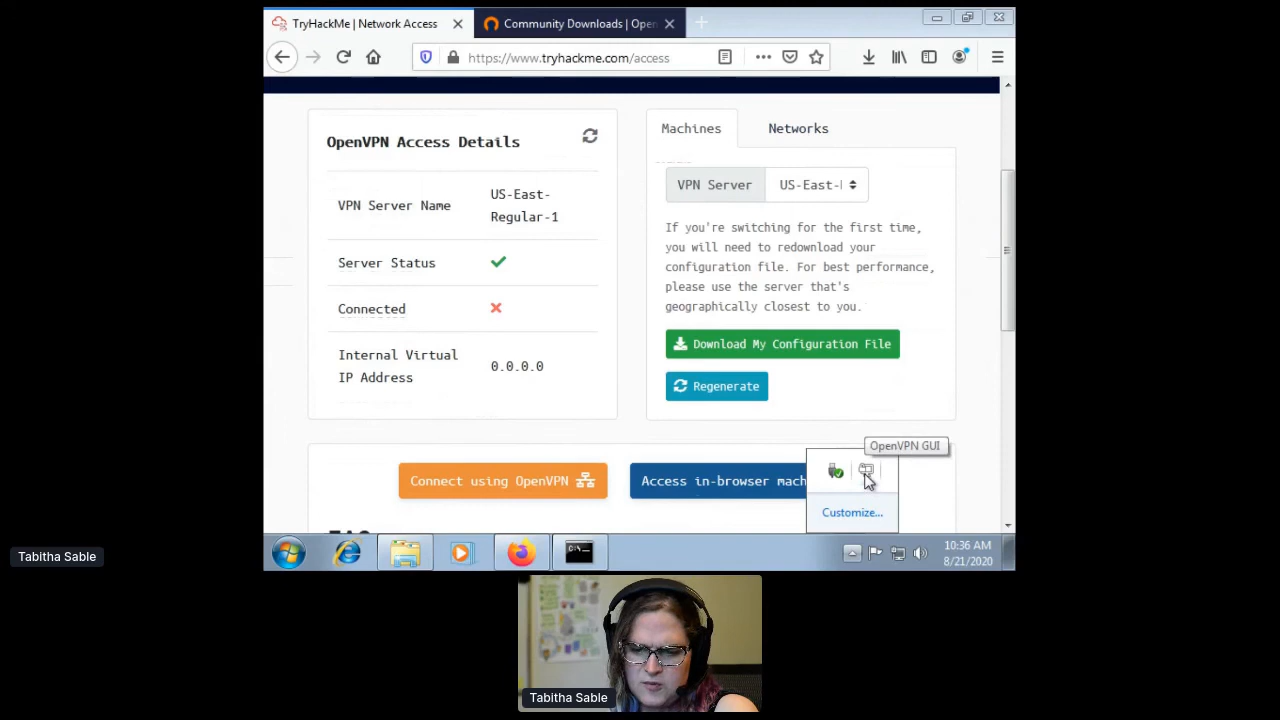 TryHackMe | Network Access
Community Downloads | Open
https://www.tryhackme.com/access
OpenVPN Access Details
VPN Server Name
US-East-
Regular-1
Server Status
Connected
Internal Virtual
IP Address
0.0.0.0
Machines
Networks
VPN Server
US-East-
If you're switching for the first time,
you will need to redownload your
configuration file. For best performance,
please use the server that's
geographically closest to you.
Download My Configuration File
Regenerate
OpenVPN GUI
Connect using OpenVPN
Access in-browser mach
Customize...
10:36 AM
8/21/2020
Tabitha Sable
Tabitha Sable